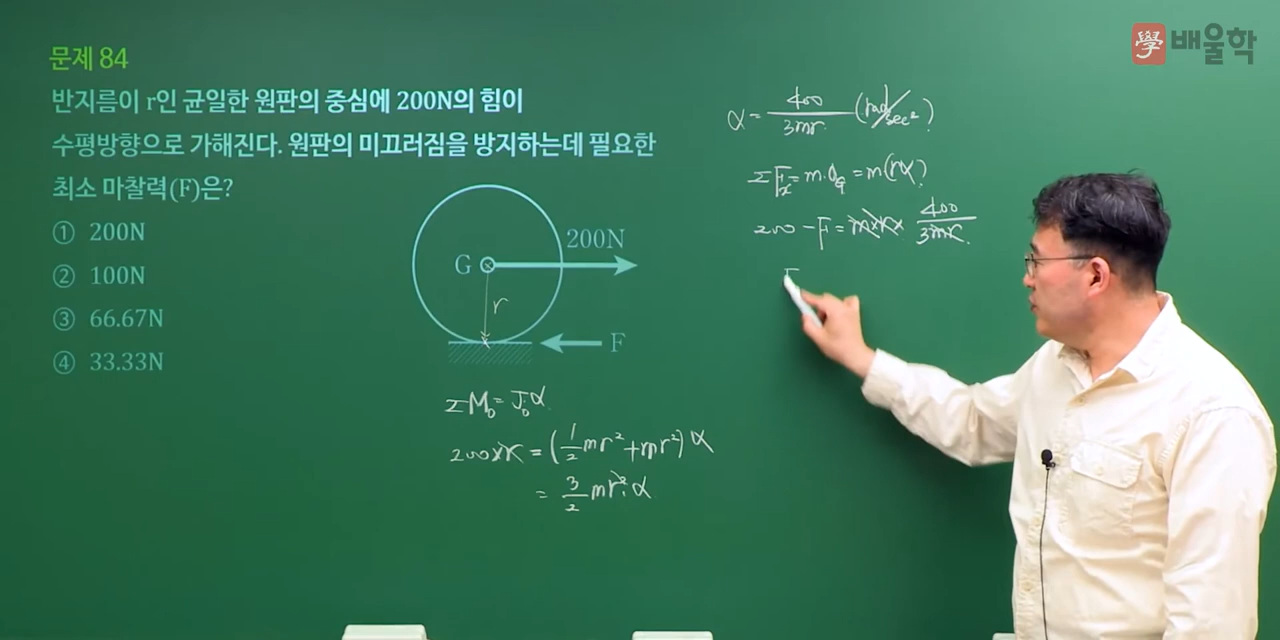 學 배울학
문제 84
반지름이 r인 균일한 원판의 중심에 200N의 힘이
수평방향으로 가해진다. 원판의 미끄러짐을 방지하는데 필요한
최소 마찰력(F)은?
① 200N
② 100N
③ 66.67N
④ 33.33N
G
200N
r
F
ΣM₀ = J₀α
200×r = (1/2 mr² + mr²) α
= 3/2 mr²·α
α = 400/3mr (rad/sec²)
ΣFx = m·a_G = m(rα)
200 - F = m×r× 400/3mr